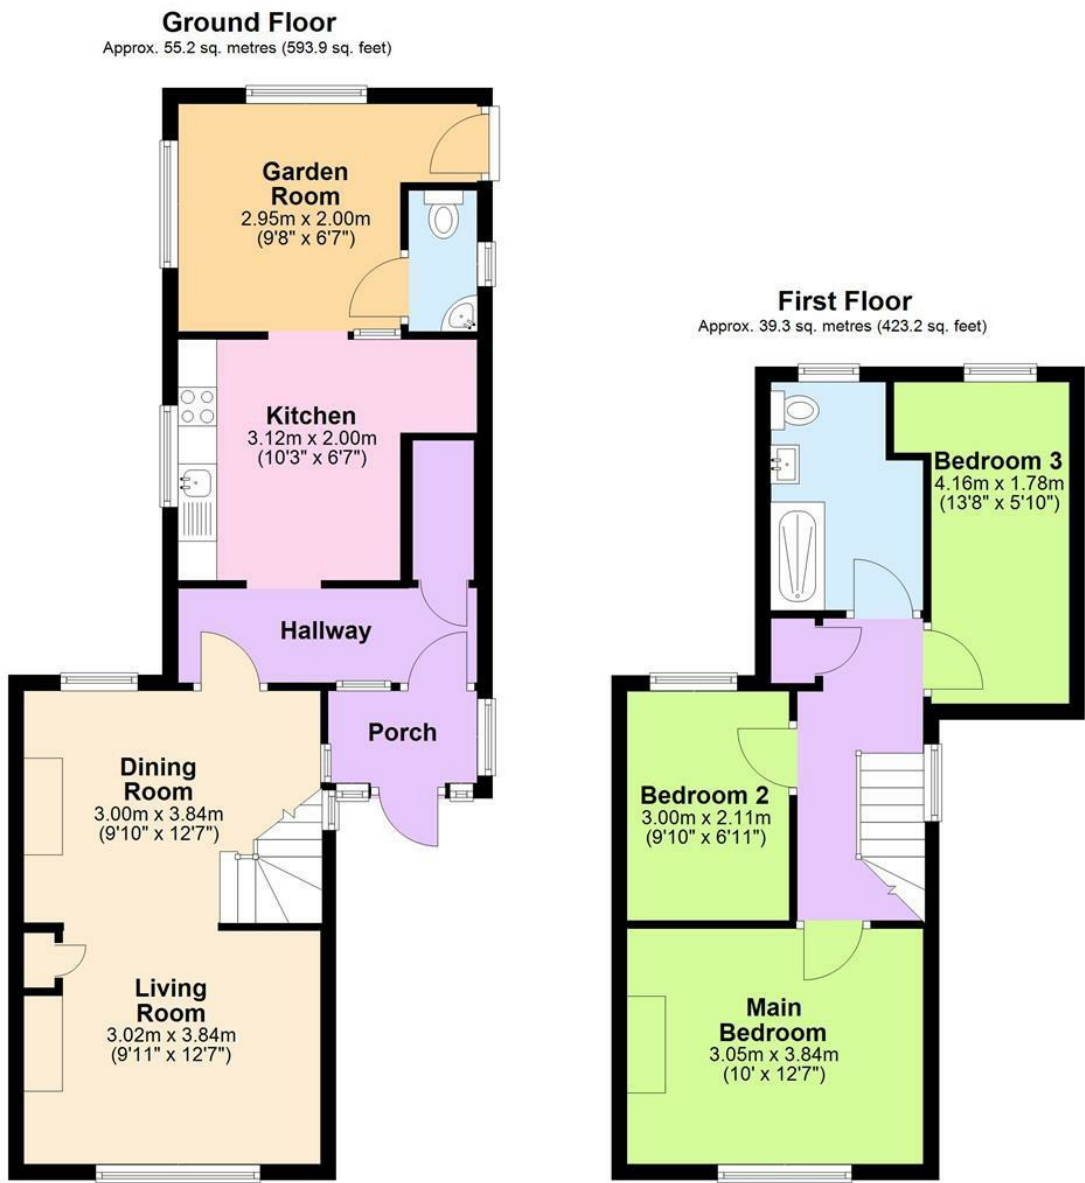 Ground Floor
Approx. 55.2 sq. metres (593.9 sq. feet)
Garden
Room
2.95m x 2.00m
(9'8" x 6'7")
Kitchen
3.12m x 2.00m
(10'3" x 6'7")
Hallway
Porch
Dining
Room
3.00m x 3.84m
(9'10" x 12'7")
Living
Room
3.02m x 3.84m
(9'11" x 12'7")
First Floor
Approx. 39.3 sq. metres (423.2 sq. feet)
Bedroom 3
4.16m x 1.78m
(13'8" x 5'10")
Bedroom 2
3.00m x 2.11m
(9'10" x 6'11")
Main
Bedroom
3.05m x 3.84m
(10' x 12'7")